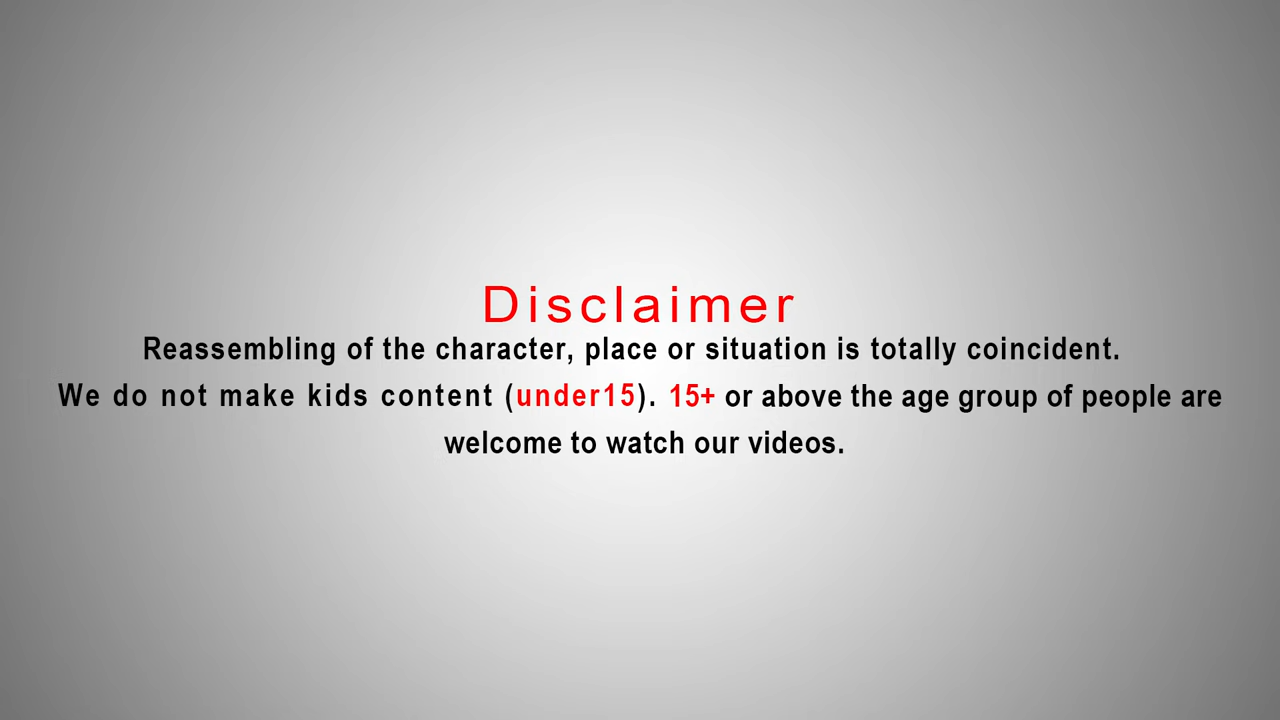 Disclaimer
Reassembling of the character, place or situation is totally coincident.
We do not make kids content (under15). 15+ or above the age group of people are
welcome to watch our videos.